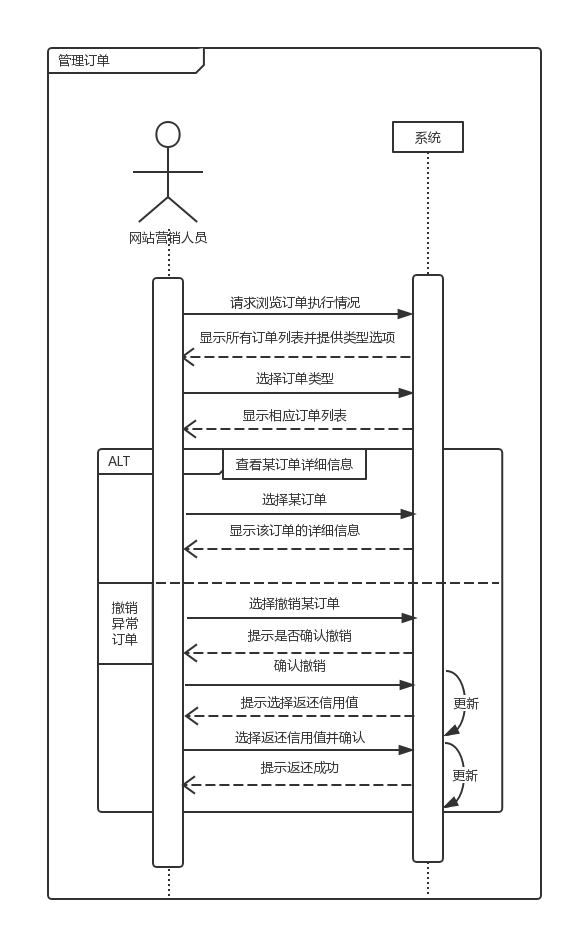 管理订单
系统
网站营销人员
请求浏览订单执行情况
显示所有订单列表并提供类型选项
选择订单类型
显示相应订单列表
ALT
查看某订单详细信息
选择某订单
显示该订单的详细信息
撤销
异常
订单
选择撤销某订单
提示是否确认撤销
确认撤销
提示选择返还信用值
更新
选择返还信用值并确认
提示返还成功
更新